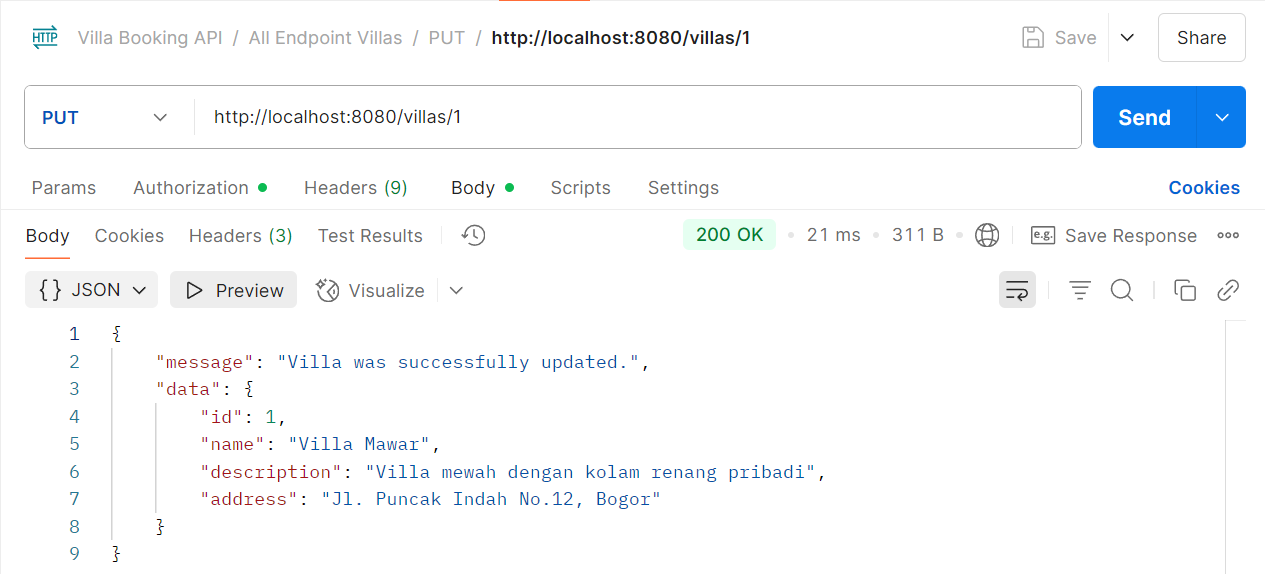 HTTP Villa Booking API / All Endpoint Villas / PUT / http://localhost:8080/villas/1 Save Share
PUT http://localhost:8080/villas/1 Send
Params Authorization Headers (9) Body Scripts Settings Cookies
Body Cookies Headers (3) Test Results 200 OK 21 ms 311 B e.g. Save Response
{} JSON Preview Visualize
1 {
2 "message": "Villa was successfully updated.",
3 "data": {
4 "id": 1,
5 "name": "Villa Mawar",
6 "description": "Villa mewah dengan kolam renang pribadi",
7 "address": "Jl. Puncak Indah No.12, Bogor"
8 }
9 }